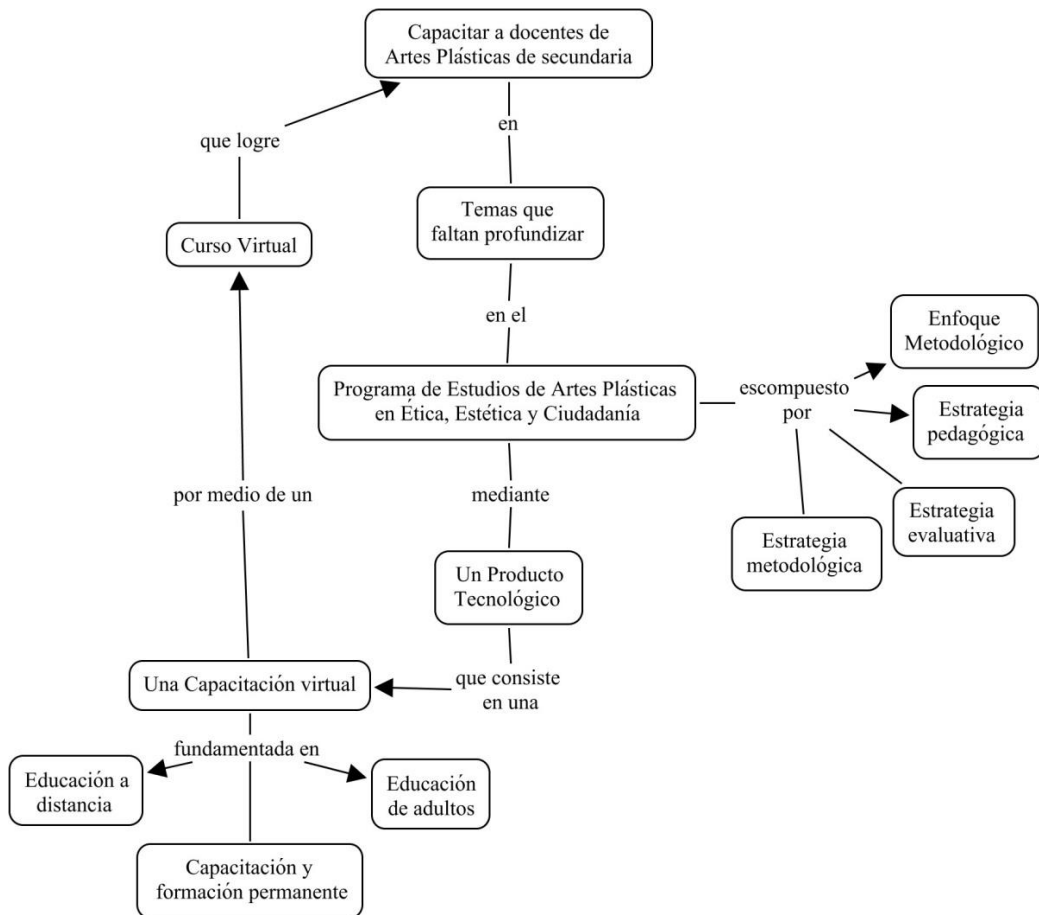 Capacitar a docentes de
Artes Plásticas de secundaria
que logre
en
Temas que
faltan profundizar
Curso Virtual
en el
Enfoque
Metodológico
Programa de Estudios de Artes Plásticas
en Ética, Estética y Ciudadanía
escompuesto
por
Estrategia
pedagógica
por medio de un
mediante
Estrategia
evaluativa
Estrategia
metodológica
Un Producto
Tecnológico
Una Capacitación virtual
que consiste
en una
fundamentada en
Educación a
distancia
Educación
de adultos
Capacitación y
formación permanente